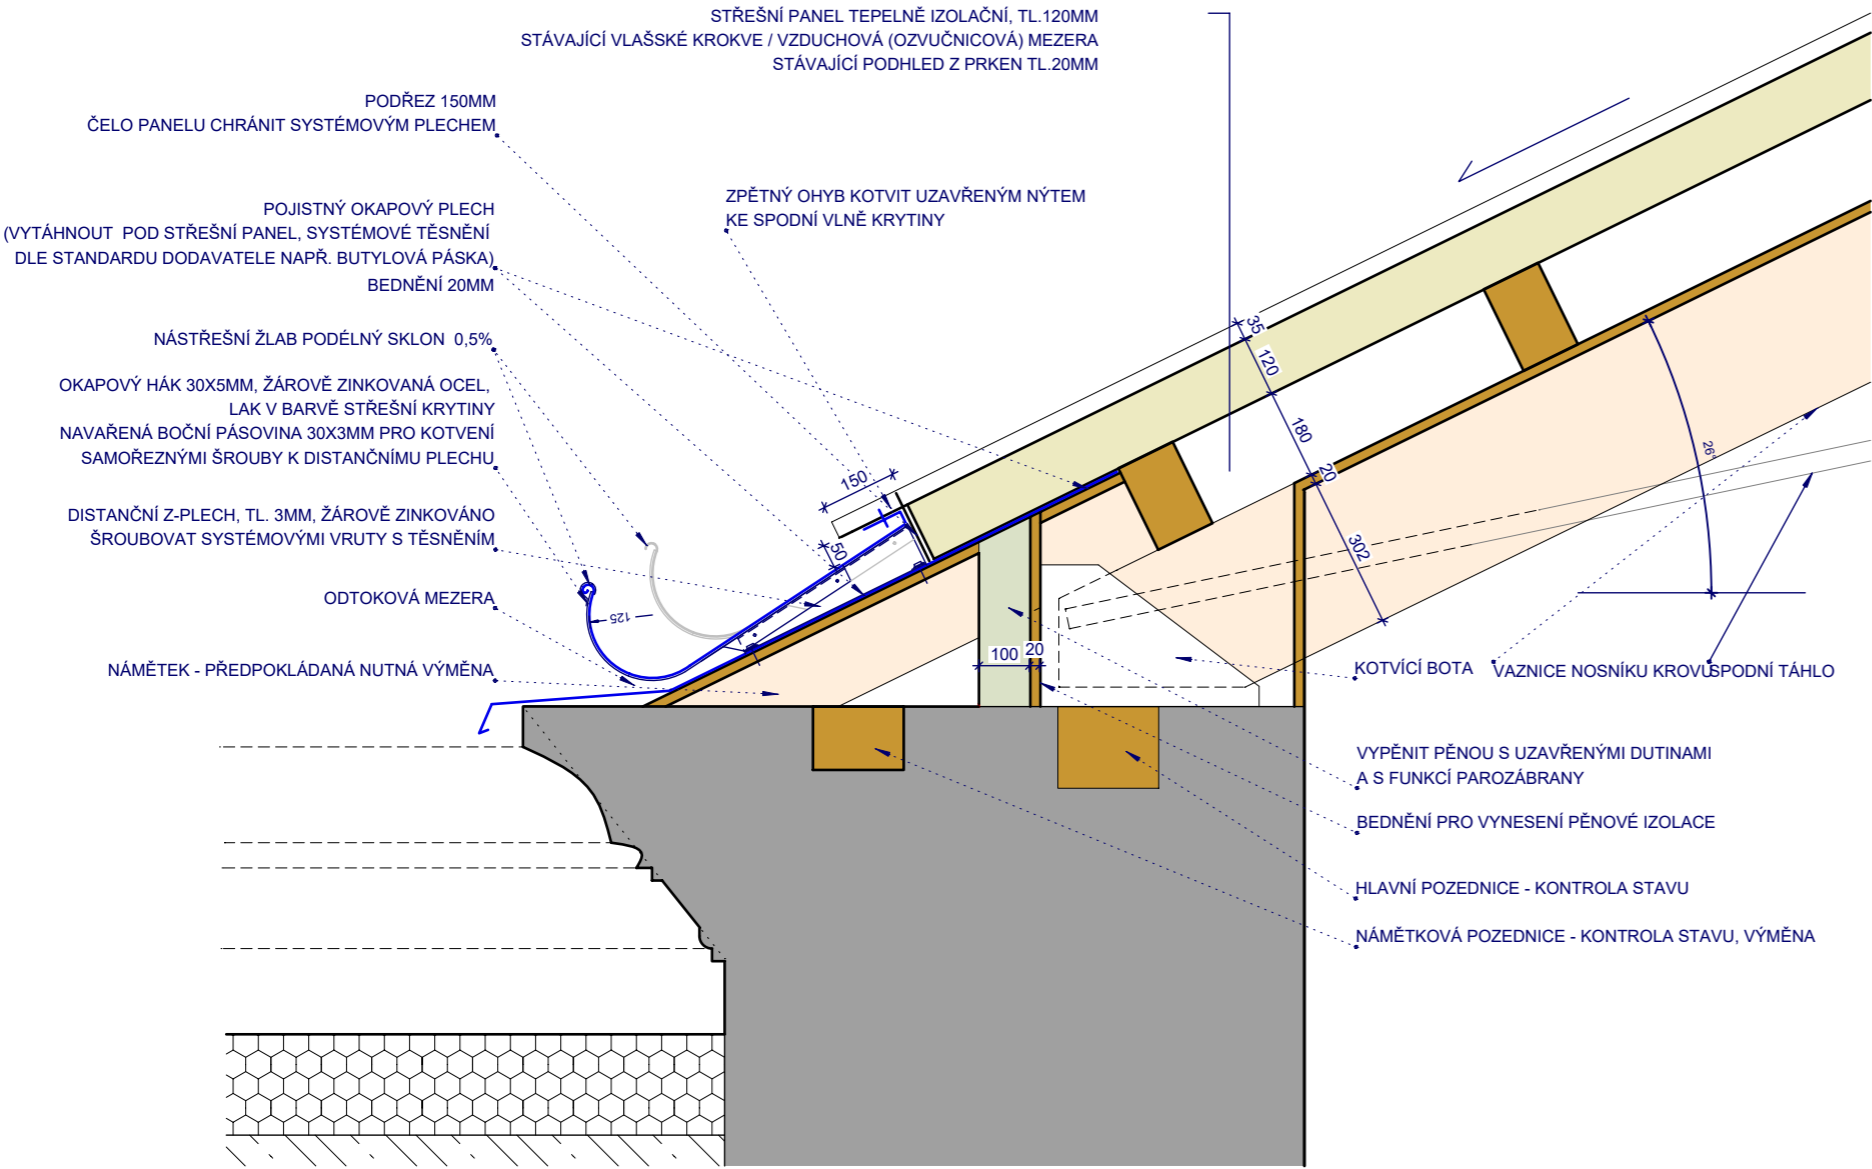 STŘEŠNÍ PANEL TEPELNĚ IZOLAČNÍ, TL.120MM
STÁVAJÍCÍ VLAŠSKÉ KROKVE / VZDUCHOVÁ (OZVUČNICOVÁ) MEZERA
STÁVAJÍCÍ PODHLED Z PRKEN TL.20MM
PODŘEZ 150MM
ČELO PANELU CHRÁNIT SYSTÉMOVÝM PLECHEM
ZPĚTNÝ OHYB KOTVIT UZAVŘENÝM NÝTEM
KE SPODNÍ VLNĚ KRYTINY
POJISTNÝ OKAPOVÝ PLECH
(VYTÁHNOUT POD STŘEŠNÍ PANEL, SYSTÉMOVÉ TĚSNĚNÍ
DLE STANDARDU DODAVATELE NAPŘ. BUTYLOVÁ PÁSKA)
BEDNĚNÍ 20MM
NÁSTŘEŠNÍ ŽLAB PODÉLNÝ SKLON 0,5%
OKAPOVÝ HÁK 30X5MM, ŽÁROVĚ ZINKOVANÁ OCEL,
LAK V BARVĚ STŘEŠNÍ KRYTINY
NAVAŘENÁ BOČNÍ PÁSOVINA 30X3MM PRO KOTVENÍ
SAMOŘEZNÝMI ŠROUBY K DISTANČNÍMU PLECHU
DISTANČNÍ Z-PLECH, TL. 3MM, ŽÁROVĚ ZINKOVÁNO
ŠROUBOVAT SYSTÉMOVÝMI VRUTY S TĚSNĚNÍM
ODTOKOVÁ MEZERA
NÁMĚTEK - PŘEDPOKLÁDANÁ NUTNÁ VÝMĚNA
35
120
180
20
302
26°
150
50
125
100
20
KOTVÍCÍ BOTA
VAZNICE NOSNÍKU KROVU
SPODNÍ TÁHLO
VYPĚNIT PĚNOU S UZAVŘENÝMI DUTINAMI
A S FUNKCÍ PAROZÁBRANY
BEDNĚNÍ PRO VYNESENÍ PĚNOVÉ IZOLACE
HLAVNÍ POZEDNICE - KONTROLA STAVU
NÁMĚTKOVÁ POZEDNICE - KONTROLA STAVU, VÝMĚNA